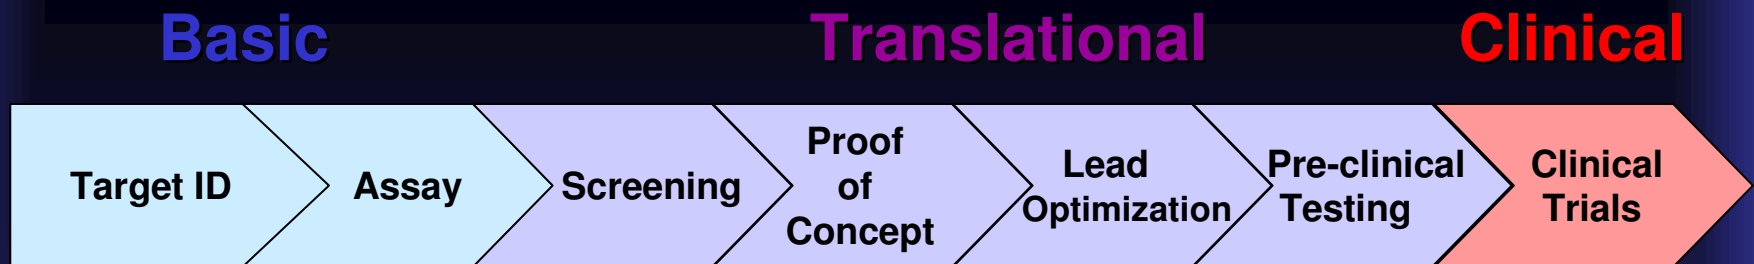 Basic Translational Clinical
Target ID
Assay
Screening
Proof
of
Concept
Lead
Optimization
Pre-clinical
Testing
Clinical
Trials